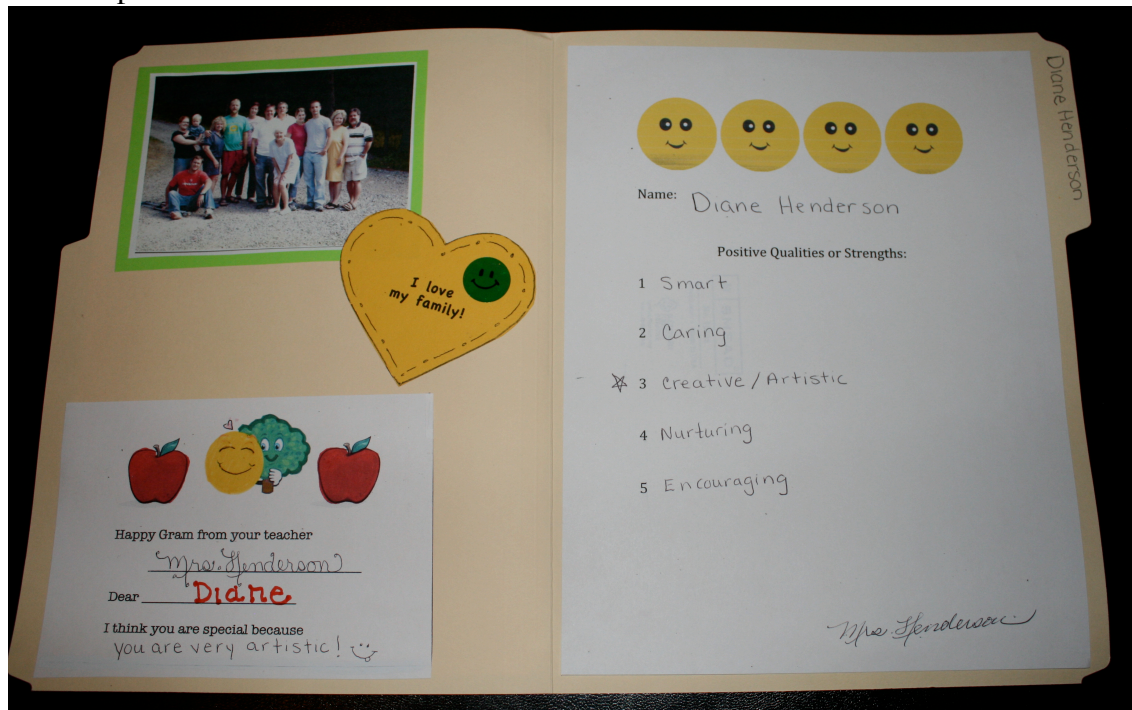 I love
my family!
Happy Gram from your teacher
Mrs. Henderson
Dear Diane
I think you are special because
you are very artistic!
Diane Henderson
Name: Diane Henderson
Positive Qualities or Strengths:
1 Smart
2 Caring
3 Creative/Artistic
4 Nurturing
5 Encouraging
Mrs. Henderson